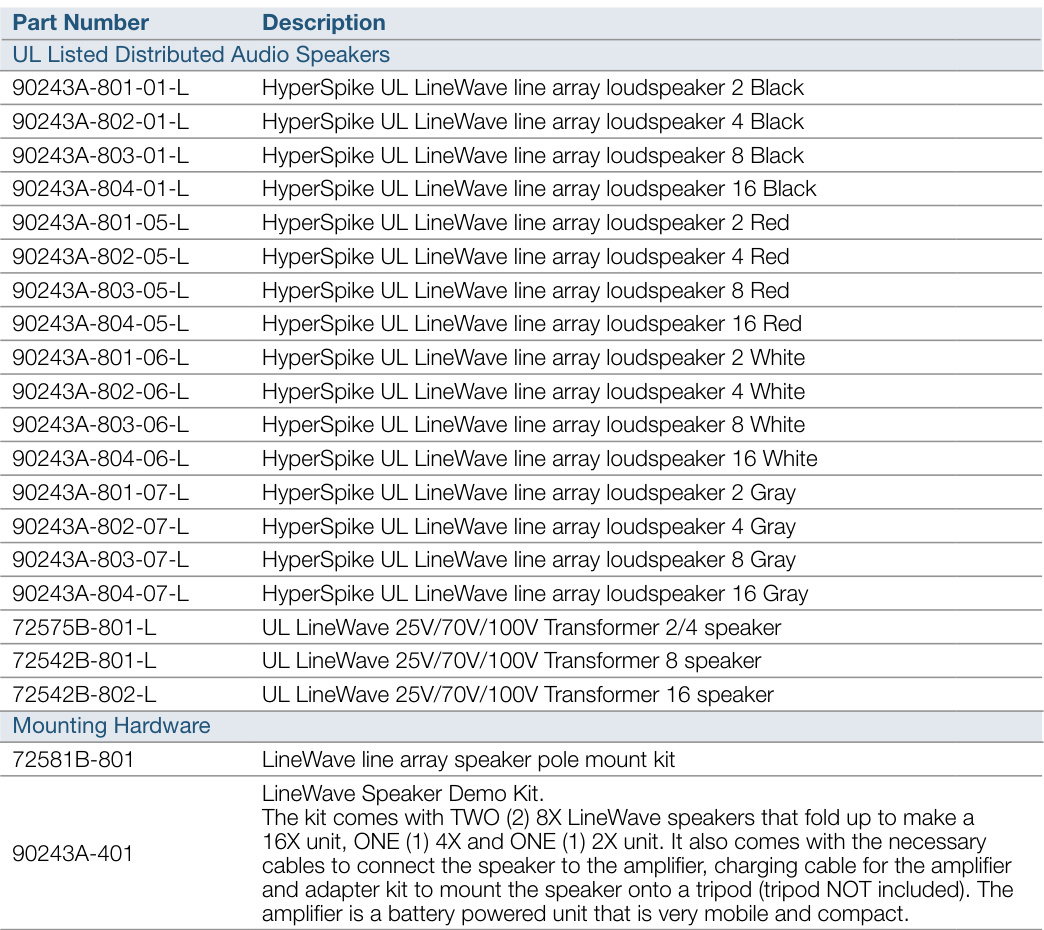 Part Number Description
UL Listed Distributed Audio Speakers
90243A-801-01-L HyperSpike UL LineWave line array loudspeaker 2 Black
90243A-802-01-L HyperSpike UL LineWave line array loudspeaker 4 Black
90243A-803-01-L HyperSpike UL LineWave line array loudspeaker 8 Black
90243A-804-01-L HyperSpike UL LineWave line array loudspeaker 16 Black
90243A-801-05-L HyperSpike UL LineWave line array loudspeaker 2 Red
90243A-802-05-L HyperSpike UL LineWave line array loudspeaker 4 Red
90243A-803-05-L HyperSpike UL LineWave line array loudspeaker 8 Red
90243A-804-05-L HyperSpike UL LineWave line array loudspeaker 16 Red
90243A-801-06-L HyperSpike UL LineWave line array loudspeaker 2 White
90243A-802-06-L HyperSpike UL LineWave line array loudspeaker 4 White
90243A-803-06-L HyperSpike UL LineWave line array loudspeaker 8 White
90243A-804-06-L HyperSpike UL LineWave line array loudspeaker 16 White
90243A-801-07-L HyperSpike UL LineWave line array loudspeaker 2 Gray
90243A-802-07-L HyperSpike UL LineWave line array loudspeaker 4 Gray
90243A-803-07-L HyperSpike UL LineWave line array loudspeaker 8 Gray
90243A-804-07-L HyperSpike UL LineWave line array loudspeaker 16 Gray
72575B-801-L UL LineWave 25V/70V/100V Transformer 2/4 speaker
72542B-801-L UL LineWave 25V/70V/100V Transformer 8 speaker
72542B-802-L UL LineWave 25V/70V/100V Transformer 16 speaker
Mounting Hardware
72581B-801 LineWave line array speaker pole mount kit
90243A-401
LineWave Speaker Demo Kit.
The kit comes with TWO (2) 8X LineWave speakers that fold up to make a
16X unit, ONE (1) 4X and ONE (1) 2X unit. It also comes with the necessary
cables to connect the speaker to the amplifier, charging cable for the amplifier
and adapter kit to mount the speaker onto a tripod (tripod NOT included). The
amplifier is a battery powered unit that is very mobile and compact.